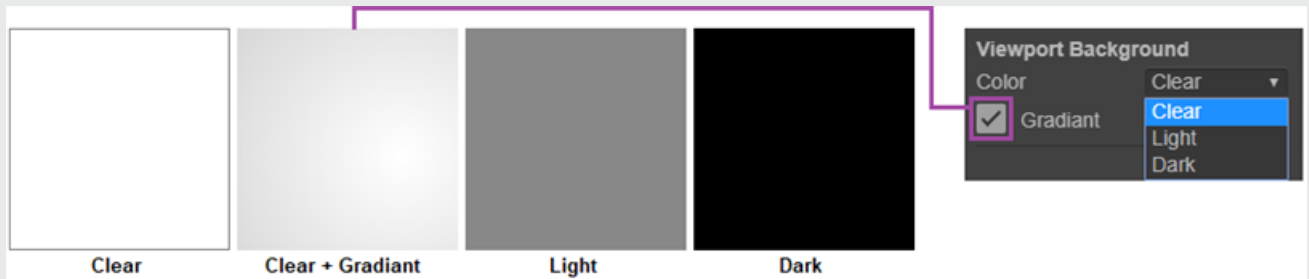 Viewport Background
Color Clear
Gradiant
Clear
Light
Dark
Clear
Clear + Gradiant
Light
Dark